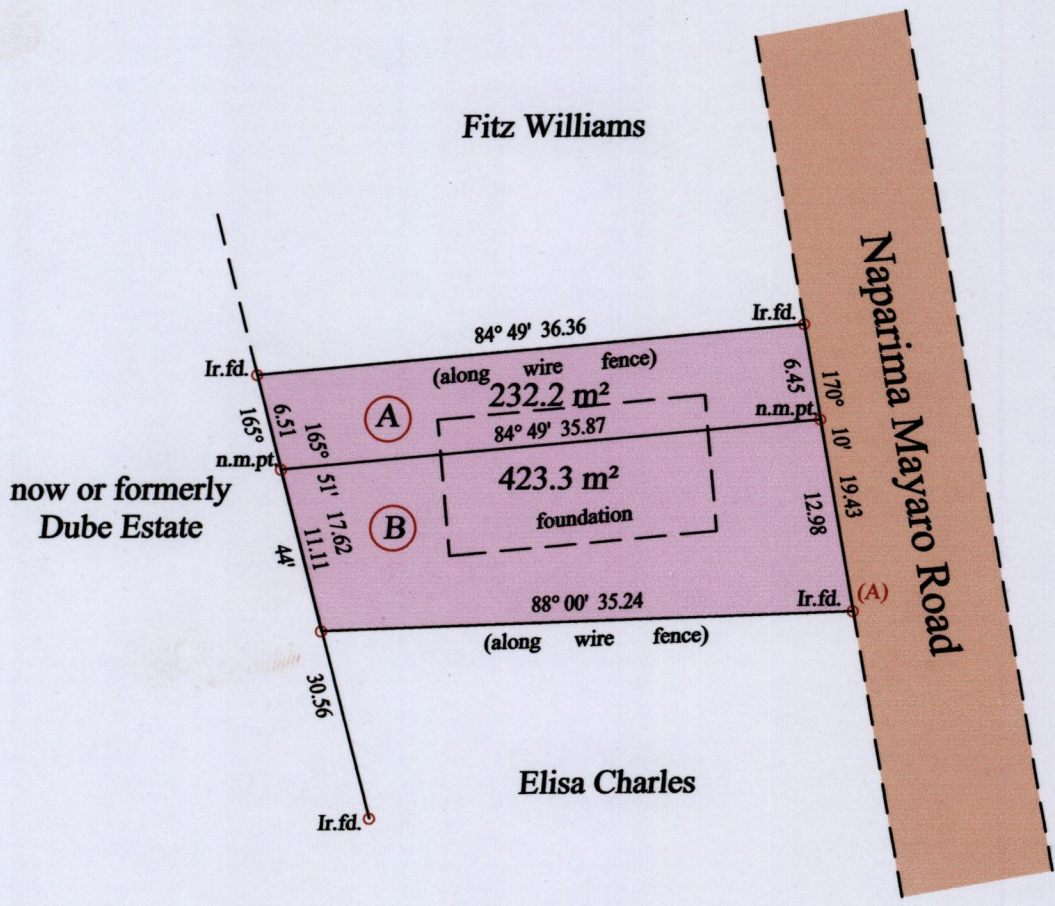 Fitz Williams
Naparima Mayaro Road
Ir.fd.
84° 49' 36.36
Ir.fd.
(along wire fence)
6.51
165°
A
232.2 m²
6.45
170°
n.m.pt.
84° 49' 35.87
n.m.pt.
10'
19.43
165°
51'
17.62
11.11
44'
now or formerly
Dube Estate
B
423.3 m²
foundation
12.98
88° 00' 35.24
Ir.fd.
(A)
(along wire fence)
30.56
Elisa Charles
Ir.fd.